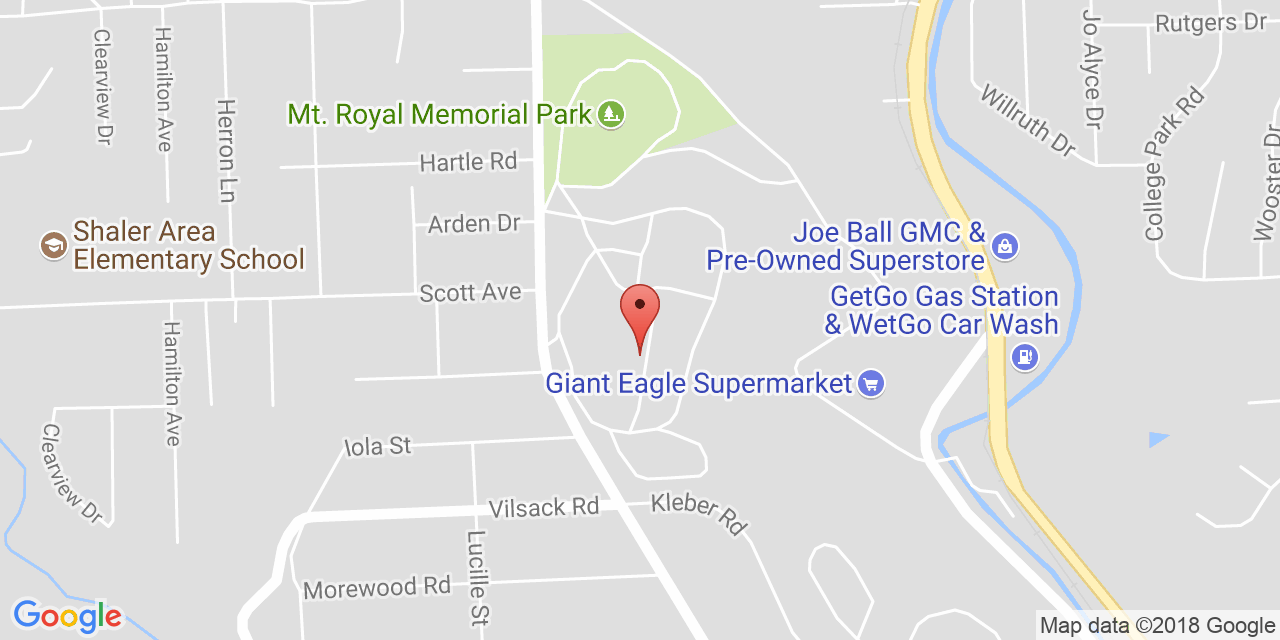 Rutgers Dr
Jo Alyce Dr
Clearview Dr
Hamilton Ave
Herron Ln
Willruth Dr
College Park Rd
Wooster Dr
Mt. Royal Memorial Park
Hartle Rd
Arden Dr
Shaler Area
Elementary School
Joe Ball GMC &
Pre-Owned Superstore
Scott Ave
GetGo Gas Station
& WetGo Car Wash
Hamilton Ave
Giant Eagle Supermarket
Iola St
Clearview Dr
Vilsack Rd
Kleber Rd
Lucille St
Morewood Rd
Google
Map data ©2018 Google